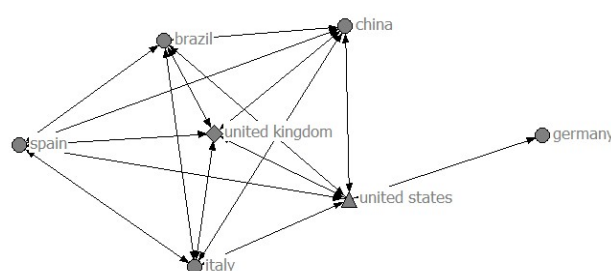 china
brazil
united kingdom
germany
spain
united states
italy